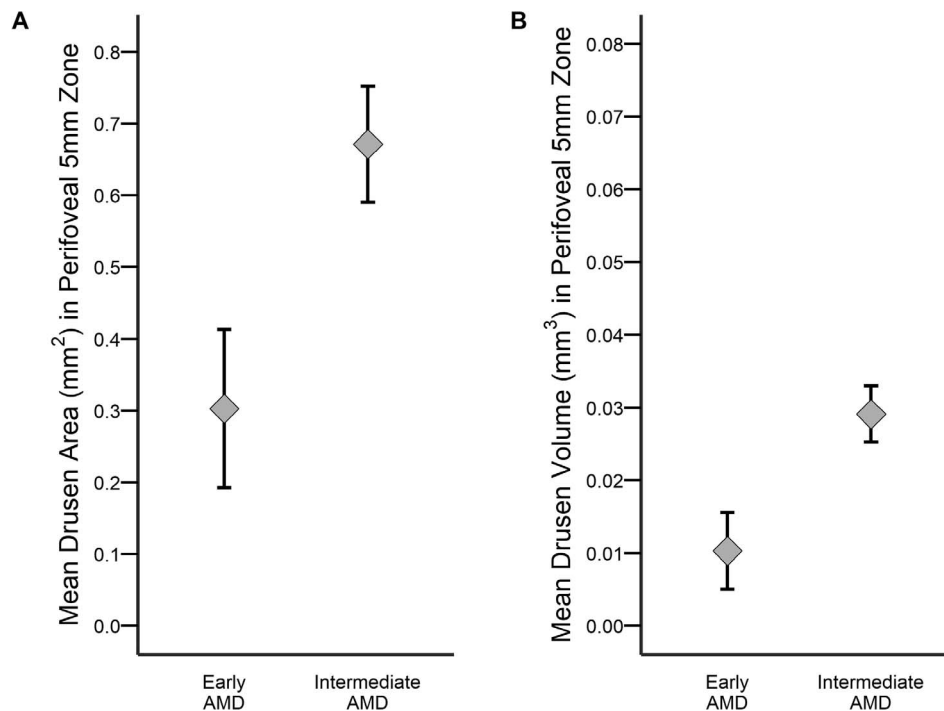 A
Mean Drusen Area (mm²) in Perifoveal 5mm Zone
0.8
0.7
0.6
0.5
0.4
0.3
0.2
0.1
0.0
Early
AMD
Intermediate
AMD
B
Mean Drusen Volume (mm³) in Perifoveal 5mm Zone
0.08
0.07
0.06
0.05
0.04
0.03
0.02
0.01
0.00
Early
AMD
Intermediate
AMD